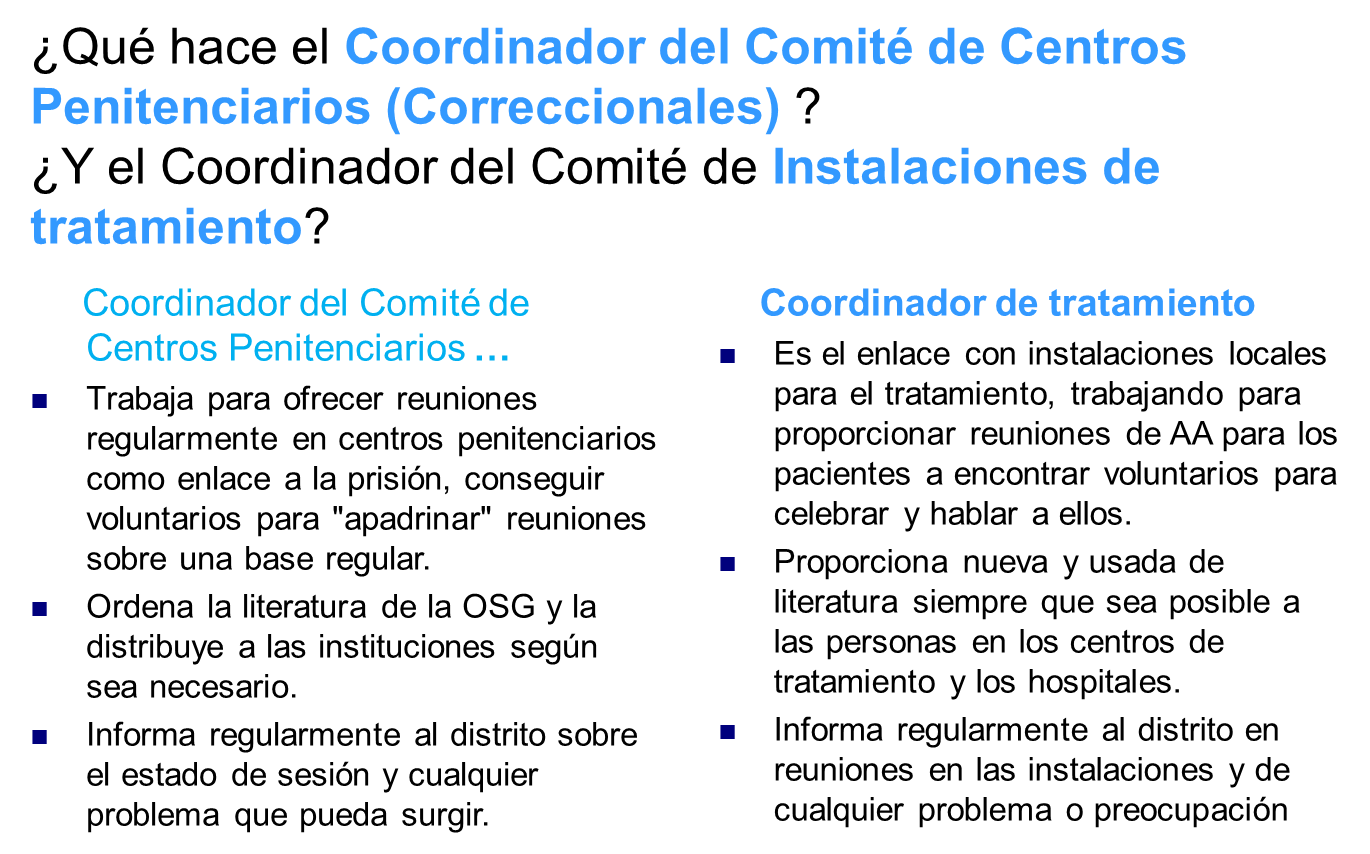 ¿Qué hace el Coordinador del Comité de Centros
Penitenciarios (Correccionales) ?
¿Y el Coordinador del Comité de Instalaciones de
tratamiento?
Coordinador del Comité de
Centros Penitenciarios ...
Trabaja para ofrecer reuniones
regularmente en centros penitenciarios
como enlace a la prisión, conseguir
voluntarios para "apadrinar" reuniones
sobre una base regular.
Ordena la literatura de la OSG y la
distribuye a las instituciones según
sea necesario.
Informa regularmente al distrito sobre
el estado de sesión y cualquier
problema que pueda surgir.
Coordinador de tratamiento
Es el enlace con instalaciones locales
para el tratamiento, trabajando para
proporcionar reuniones de AA para los
pacientes a encontrar voluntarios para
celebrar y hablar a ellos.
Proporciona nueva y usada de
literatura siempre que sea posible a
las personas en los centros de
tratamiento y los hospitales.
Informa regularmente al distrito en
reuniones en las instalaciones y de
cualquier problema o preocupación